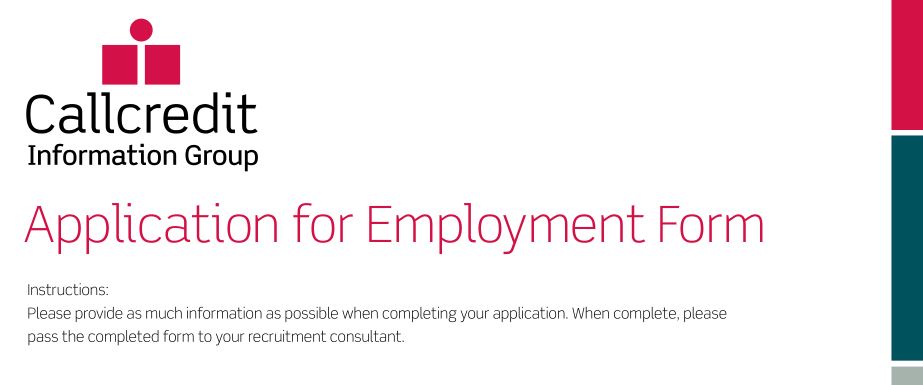 Callcredit
Information Group
Application for Employment Form
Instructions:
Please provide as much information as possible when completing your application. When complete, please
pass the completed form to your recruitment consultant.